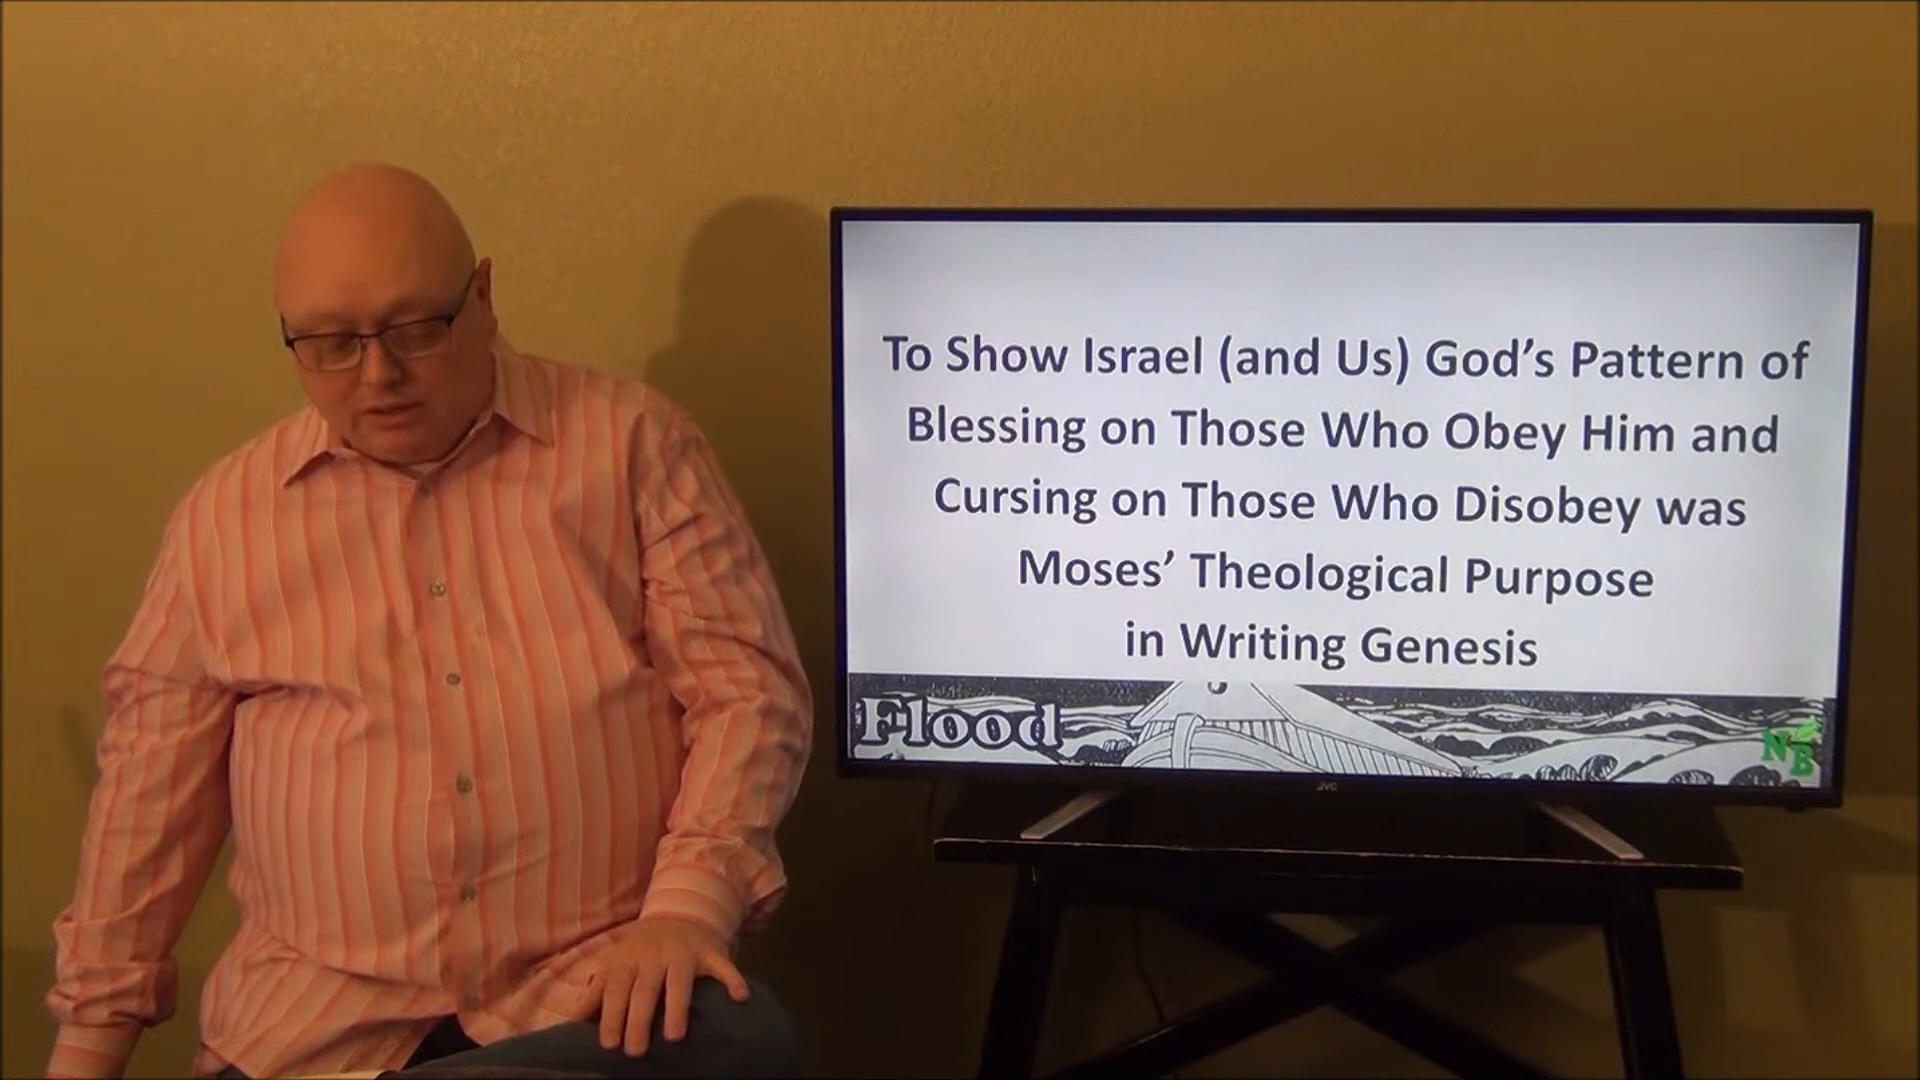 To Show Israel (and Us) God's Pattern of
Blessing on Those Who Obey Him and
Cursing on Those Who Disobey was
Moses' Theological Purpose
in Writing Genesis
Flood
NB
JVC